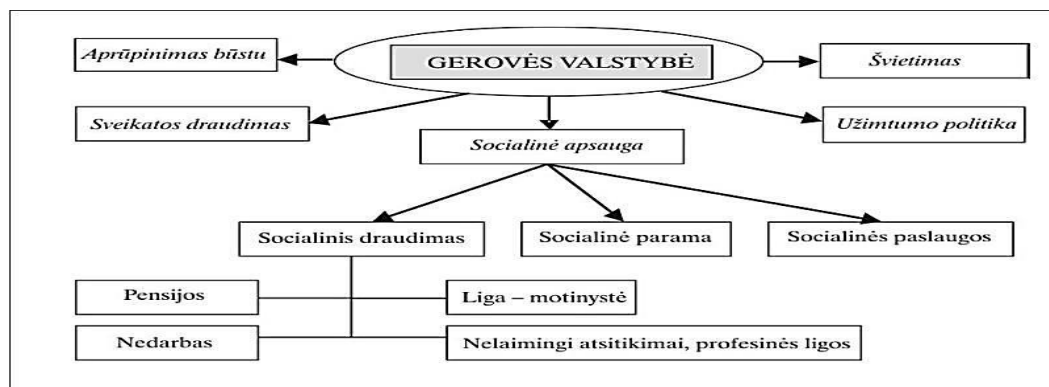 Aprūpinimas būstu
GEROVĖS VALSTYBĖ
Švietimas
Sveikatos draudimas
Užimtumo politika
Socialinė apsauga
Socialinis draudimas
Socialinė parama
Socialinės paslaugos
Pensijos
Liga – motinystė
Nedarbas
Nelaimingi atsitikimai, profesinės ligos